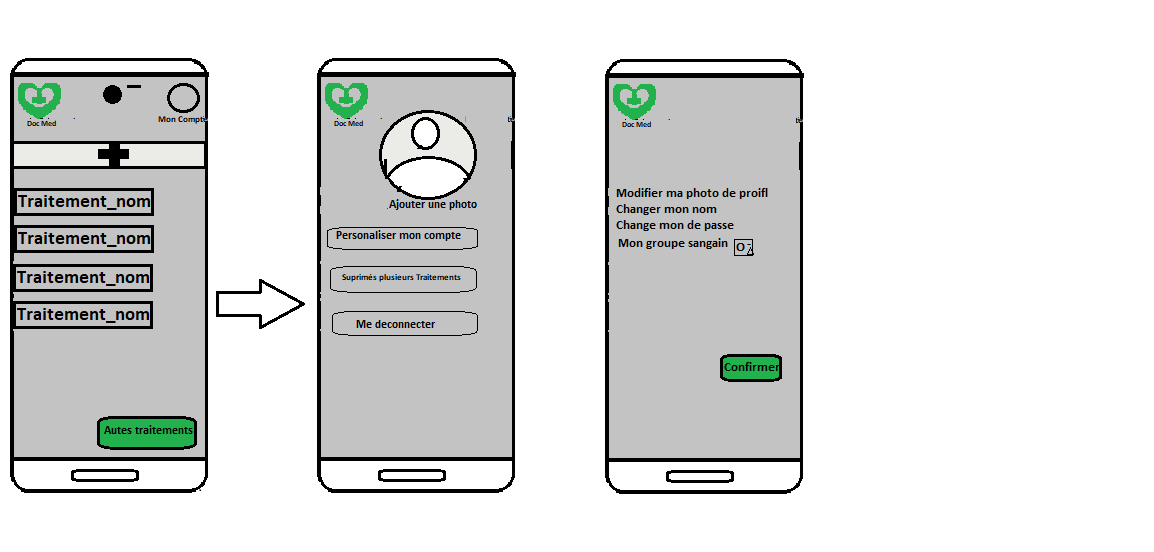 Doc Med
Mon Compte
Traitement_nom
Traitement_nom
Traitement_nom
Traitement_nom
Autes traitements
Doc Med
Ajouter une photo
Personaliser mon compte
Suprimés plusieurs Traitements
Me deconnecter
Doc Med
Modifier ma photo de proifl
Changer mon nom
Change mon de passe
Mon groupe sangain O
Confirmer